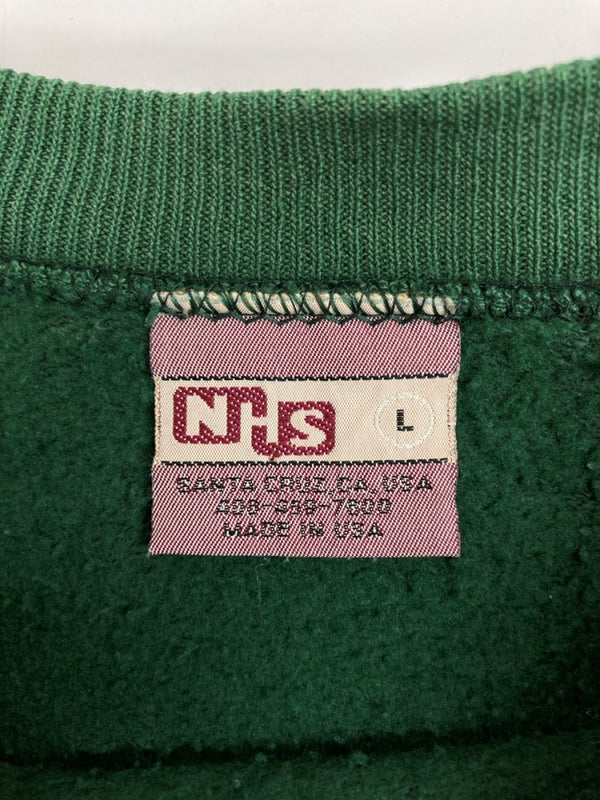 NHS L
SANTA CRUZ, CA. USA
408-459-7800
MADE IN USA